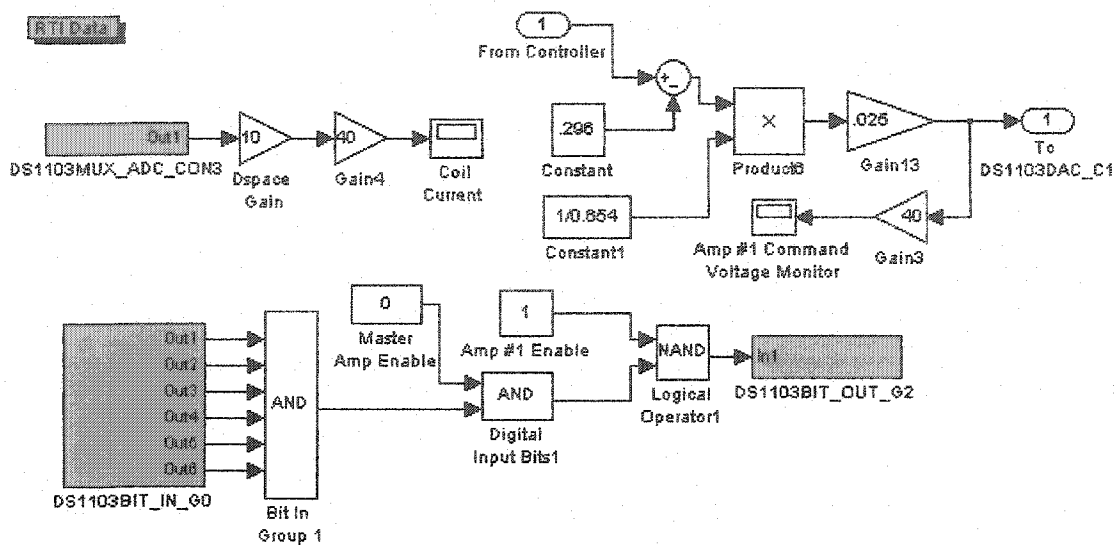 RTI Data
1
From Controller
+
-
.296
Constant
1/0.854
Constant1
×
Product6
.025
Gain13
1
To
DS1103DAC_C1
40
Gain3
Amp #1 Command
Voltage Monitor
Out1
DS1103MUX_ADC_CON3
10
Dspace
Gain
40
Gain4
Coil
Current
Out1
Out2
Out3
Out4
Out5
Out6
DS1103BIT_IN_G0
AND
Bit In
Group 1
0
Master
Amp Enable
1
Amp #1 Enable
AND
Digital
Input Bits1
NAND
Logical
Operator1
In1
DS1103BIT_OUT_G2